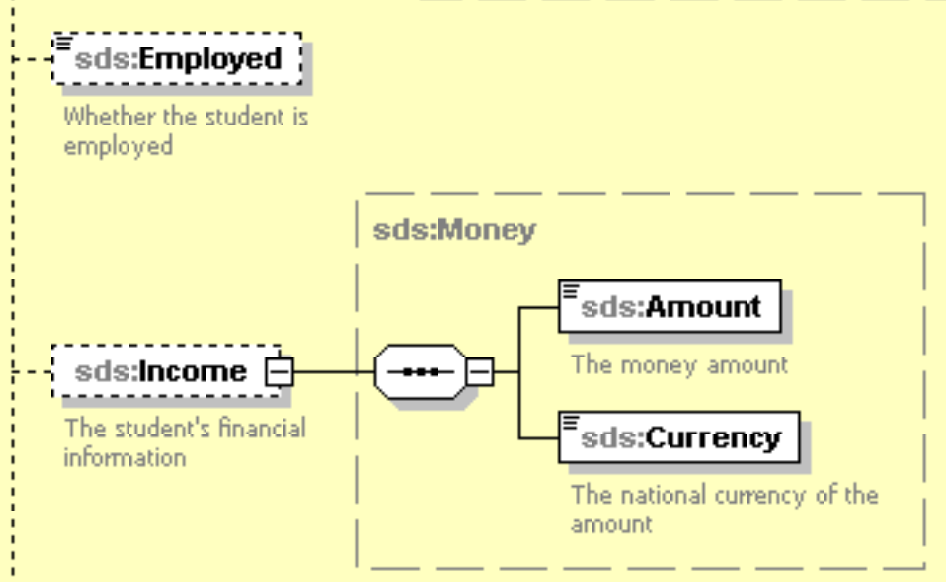 sds:Employed
Whether the student is
employed
sds:Money
sds:Amount
The money amount
sds:Income
The student's financial
information
sds:Currency
The national currency of the
amount